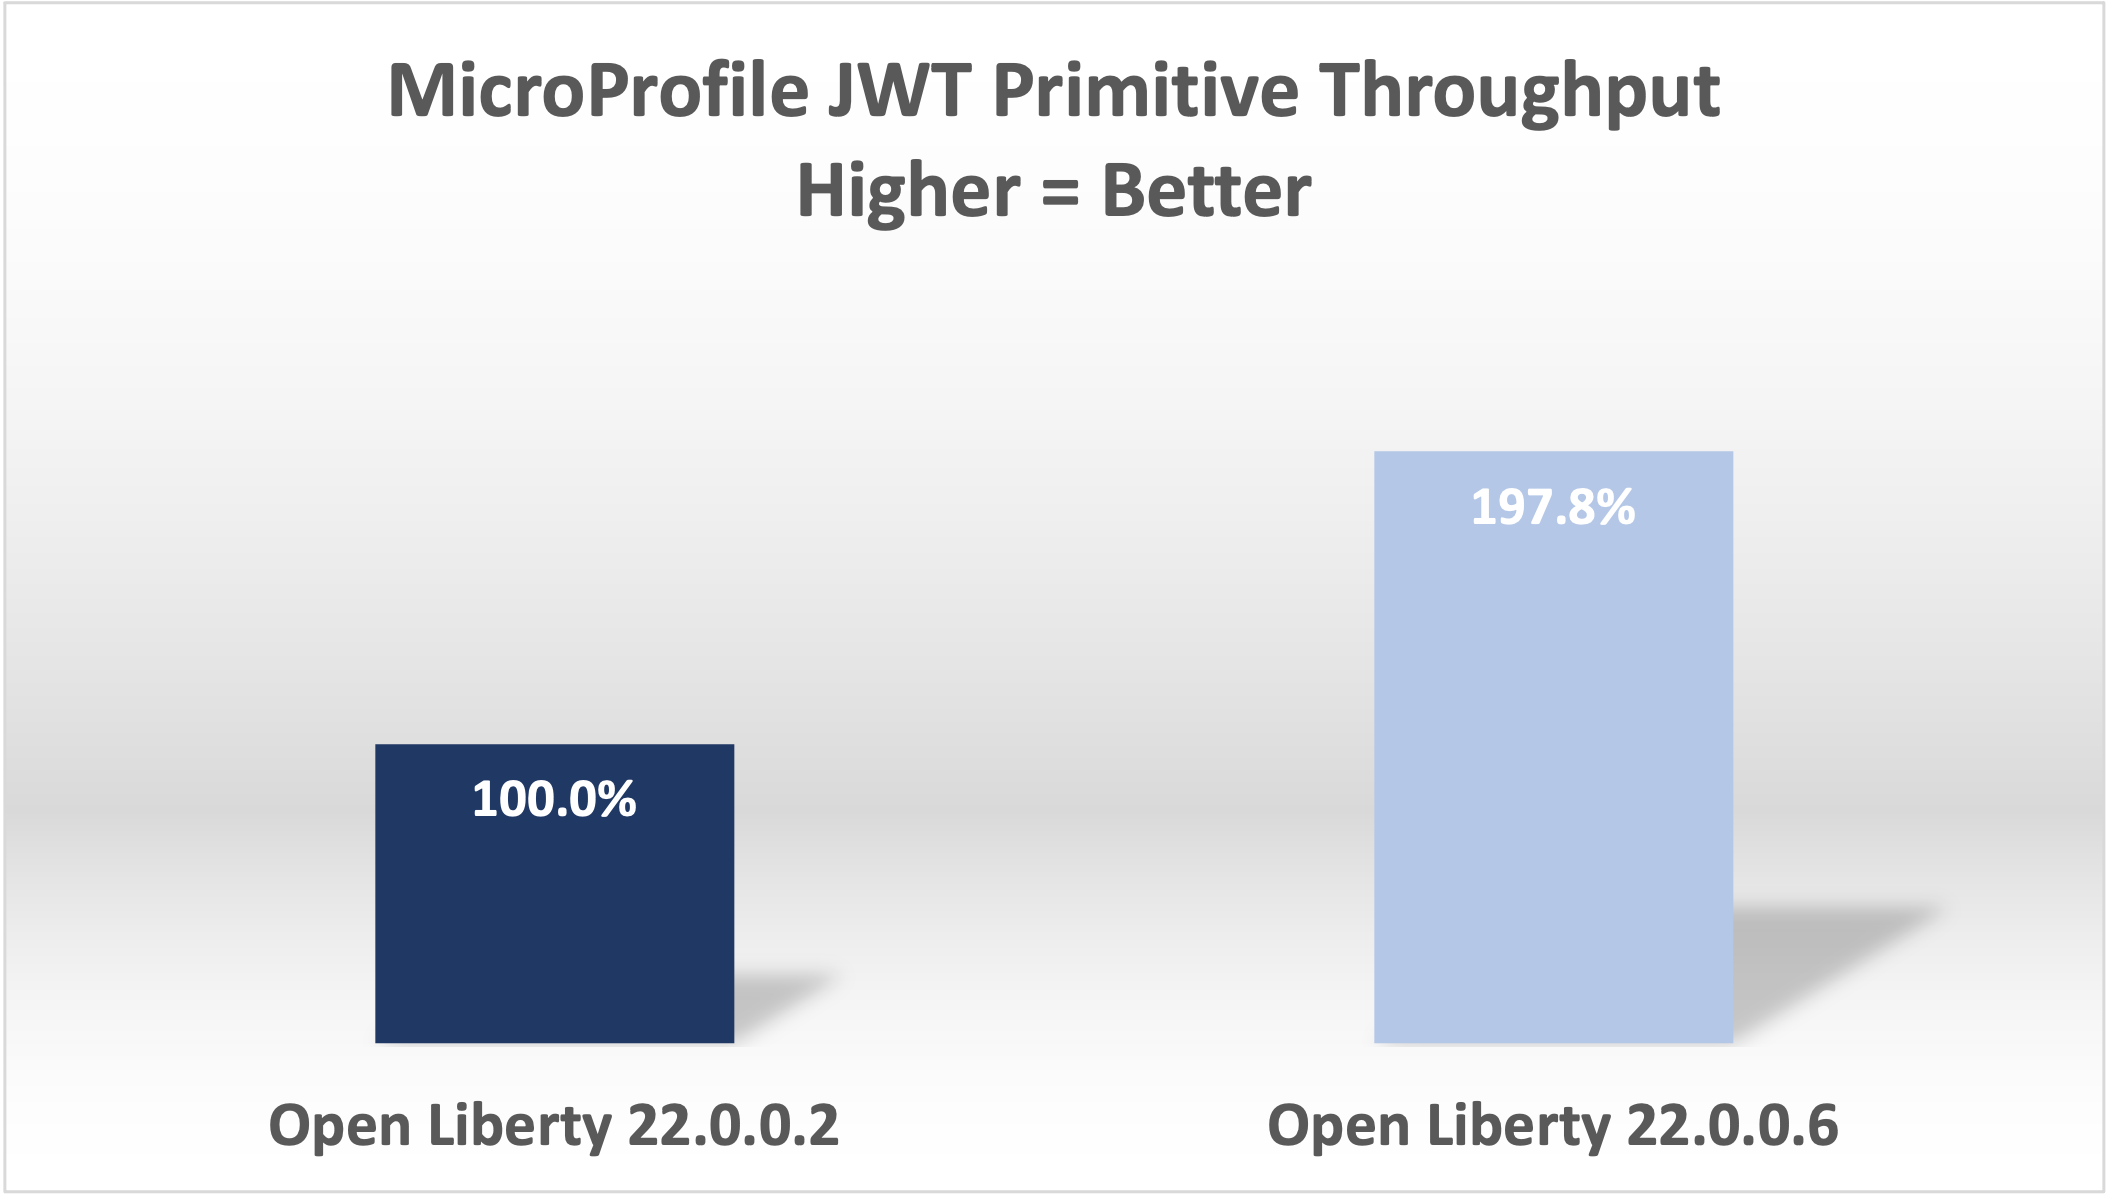 MicroProfile JWT Primitive Throughput
Higher = Better
197.8%
100.0%
Open Liberty 22.0.0.2
Open Liberty 22.0.0.6